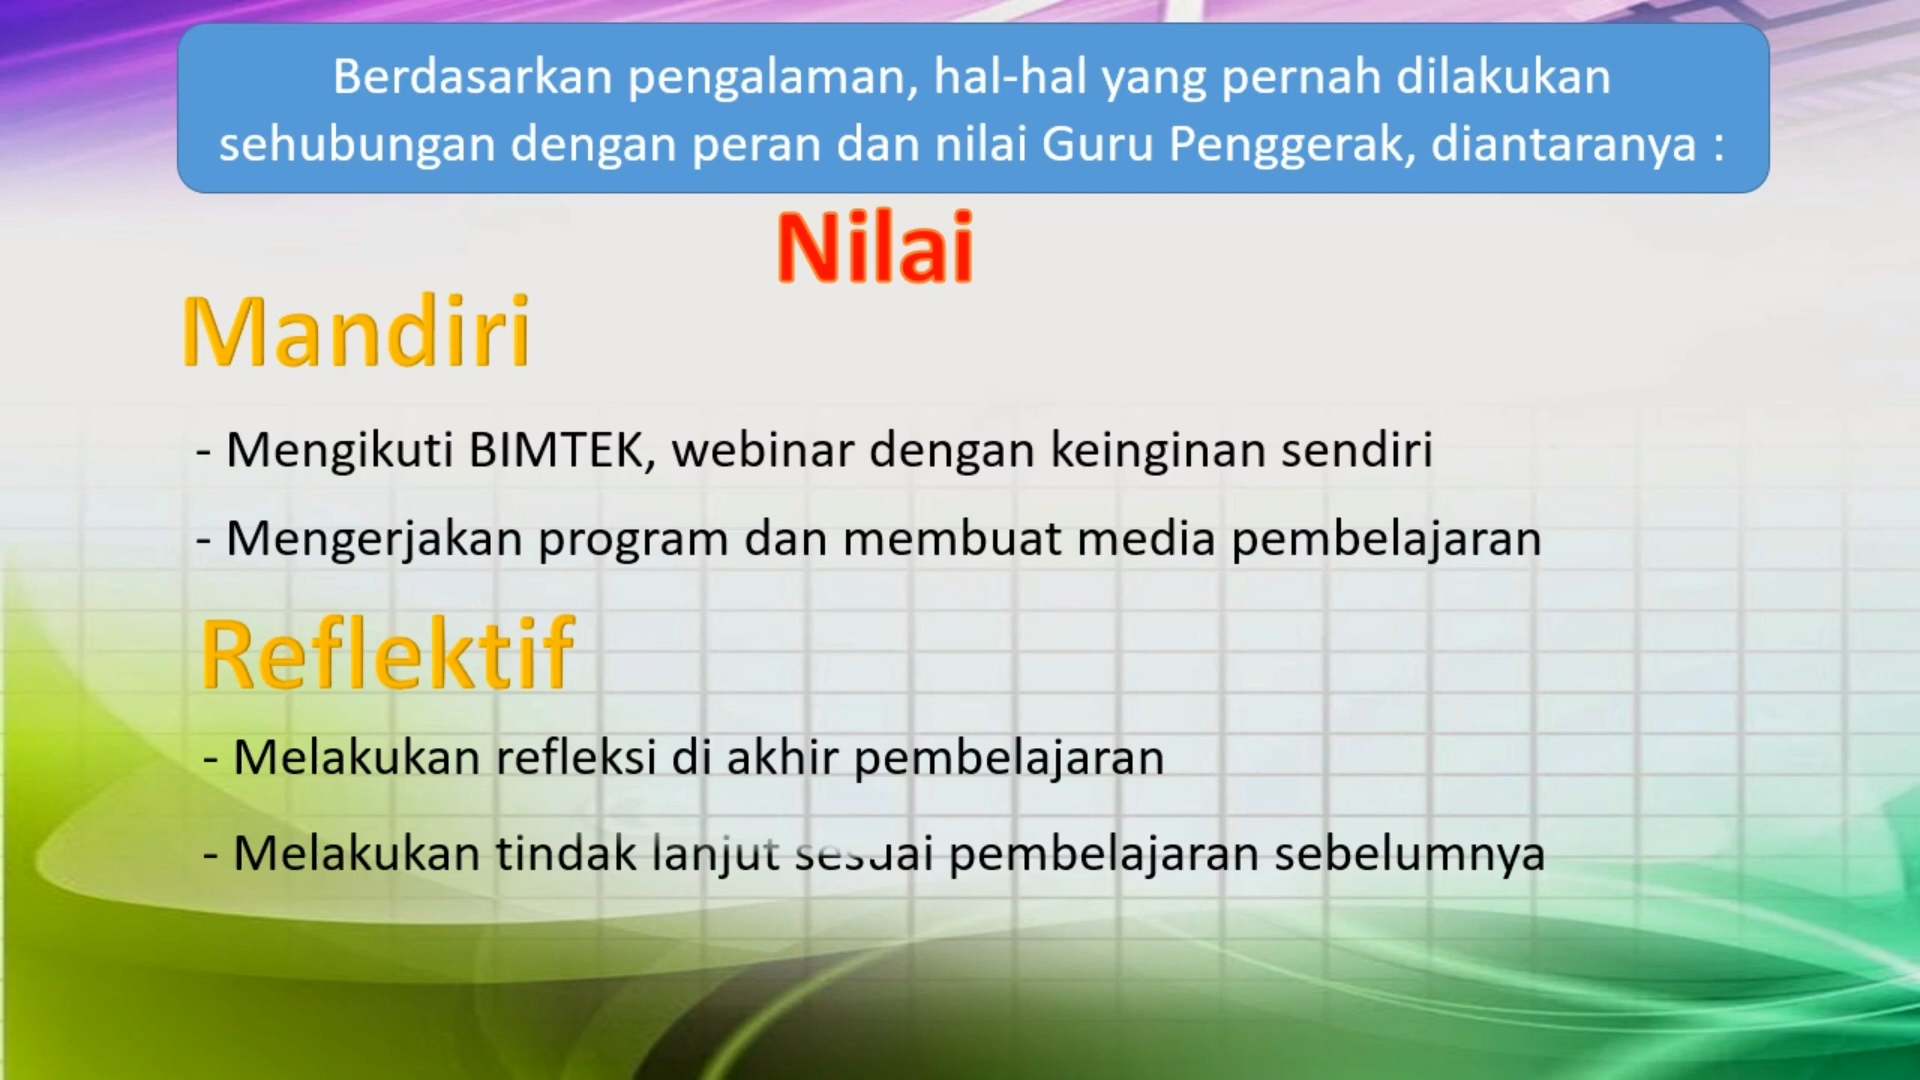 Berdasarkan pengalaman, hal-hal yang pernah dilakukan
sehubungan dengan peran dan nilai Guru Penggerak, diantaranya :
Nilai
Mandiri
- Mengikuti BIMTEK, webinar dengan keinginan sendiri
- Mengerjakan program dan membuat media pembelajaran
Reflektif
- Melakukan refleksi di akhir pembelajaran
- Melakukan tindak lanjut sesuai pembelajaran sebelumnya